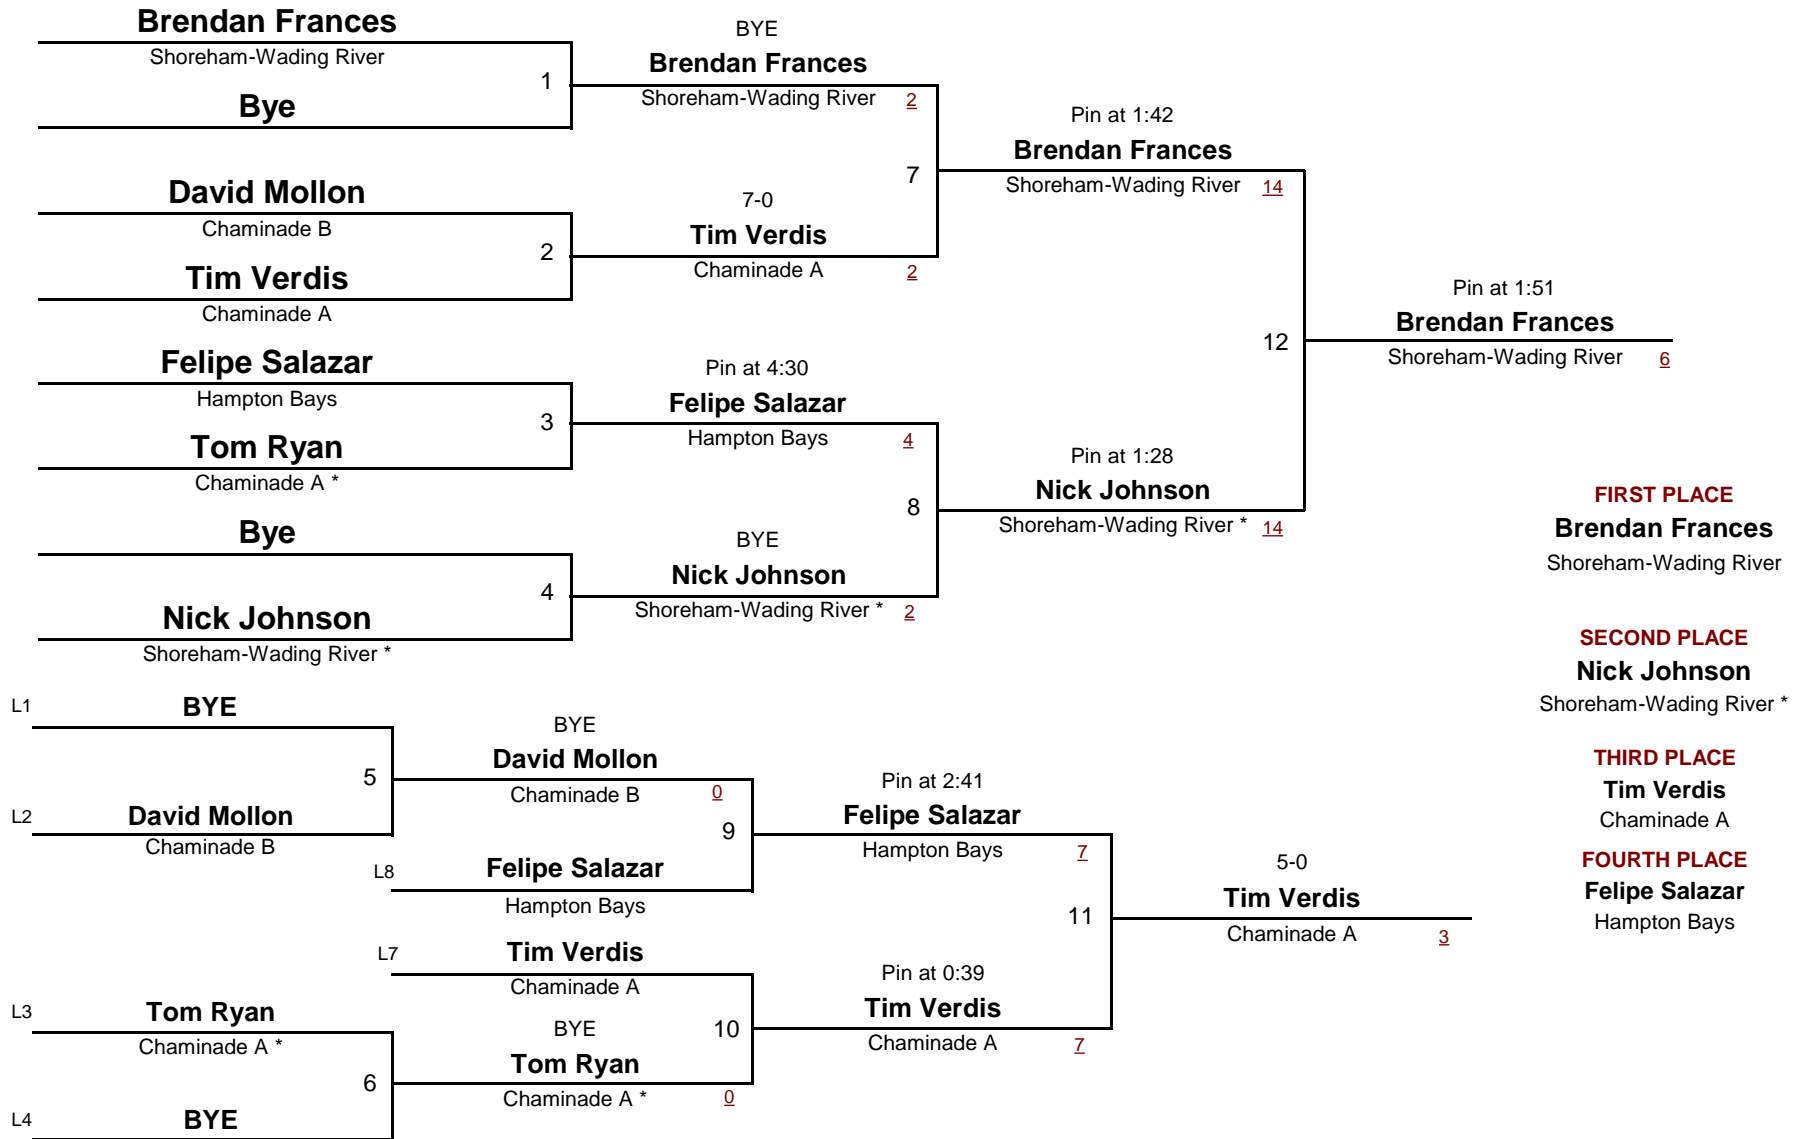 Brendan Frances
Shoreham-Wading River
1
Bye
BYE
Brendan Frances
Shoreham-Wading River 2
David Mollon
Chaminade B
2
Tim Verdis
Chaminade A
7-0
Tim Verdis
Chaminade A 2
7
Pin at 1:42
Brendan Frances
Shoreham-Wading River 14
Felipe Salazar
Hampton Bays
3
Tom Ryan
Chaminade A *
Pin at 4:30
Felipe Salazar
Hampton Bays 4
Bye
4
Nick Johnson
Shoreham-Wading River *
BYE
Nick Johnson
Shoreham-Wading River * 2
8
Pin at 1:28
Nick Johnson
Shoreham-Wading River * 14
12
Pin at 1:51
Brendan Frances
Shoreham-Wading River 6
FIRST PLACE
Brendan Frances
Shoreham-Wading River
SECOND PLACE
Nick Johnson
Shoreham-Wading River *
THIRD PLACE
Tim Verdis
Chaminade A
FOURTH PLACE
Felipe Salazar
Hampton Bays
L1 BYE
5
L2 David Mollon
Chaminade B
BYE
David Mollon
Chaminade B 0
9
L8 Felipe Salazar
Hampton Bays
Pin at 2:41
Felipe Salazar
Hampton Bays 7
L7 Tim Verdis
Chaminade A
10
L3 Tom Ryan
Chaminade A *
6
L4 BYE
BYE
Tom Ryan
Chaminade A * 0
Pin at 0:39
Tim Verdis
Chaminade A 7
11
5-0
Tim Verdis
Chaminade A 3